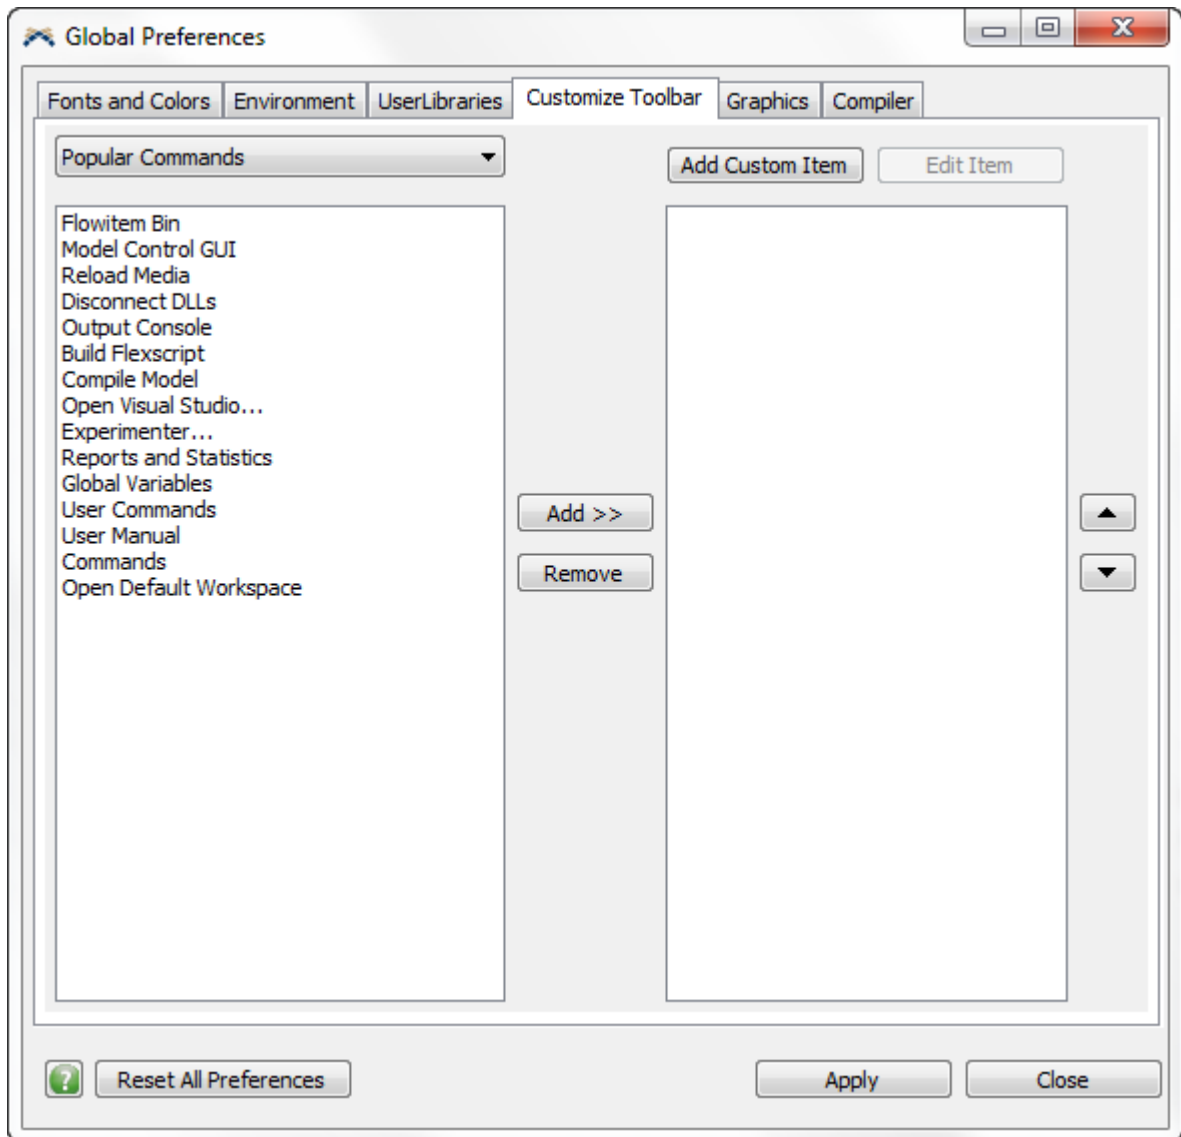 Global Preferences
Fonts and Colors
Environment
UserLibraries
Customize Toolbar
Graphics
Compiler
Popular Commands
Add Custom Item
Edit Item
Flowitem Bin
Model Control GUI
Reload Media
Disconnect DLLs
Output Console
Build Flexscript
Compile Model
Open Visual Studio...
Experimenter...
Reports and Statistics
Global Variables
User Commands
User Manual
Commands
Open Default Workspace
Add >>
Remove
?
Reset All Preferences
Apply
Close